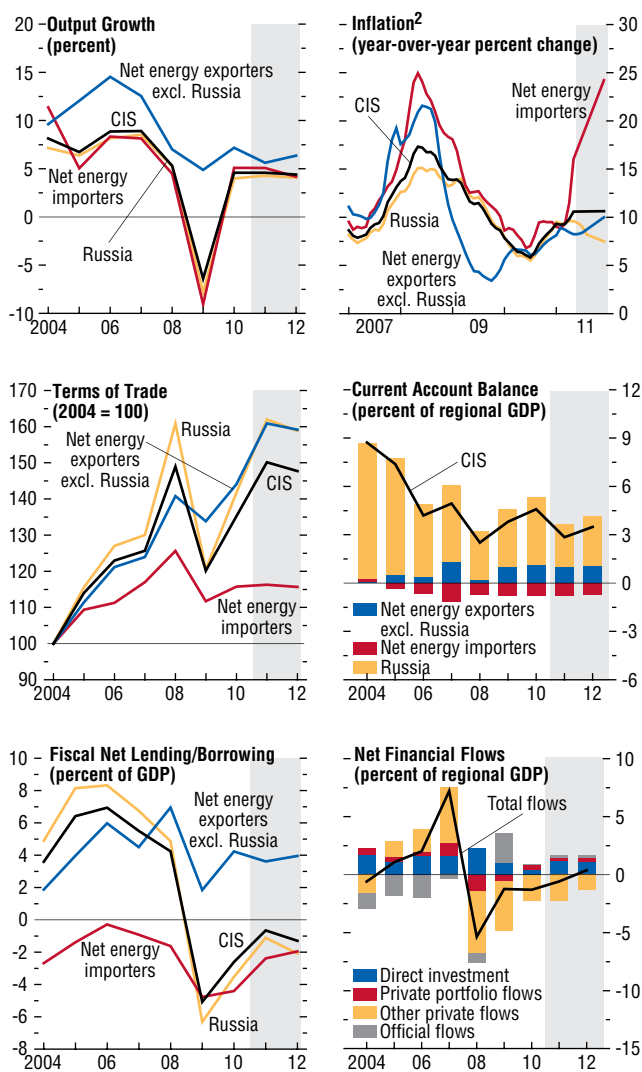 Output Growth
(percent)
20
15
10
5
0
-5
-10
Net energy exporters
excl. Russia
CIS
Net energy
importers
Russia
2004 06 08 10 12
Inflation2
(year-over-year percent change)
30
25
20
15
10
5
0
Net energy
importers
CIS
Russia
Net energy
exporters
excl. Russia
2007 09 11
Terms of Trade
(2004 = 100)
170
160
150
140
130
120
110
100
90
Russia
Net energy
exporters
excl. Russia
CIS
Net energy
importers
2004 06 08 10 12
Current Account Balance
(percent of regional GDP)
12
9
6
3
0
-3
-6
CIS
Net energy exporters
excl. Russia
Net energy importers
Russia
2004 06 08 10 12
Fiscal Net Lending/Borrowing
(percent of GDP)
10
8
6
4
2
0
-2
-4
-6
-8
Net energy
exporters
excl. Russia
Net energy
importers
CIS
Russia
2004 06 08 10 12
Net Financial Flows
(percent of regional GDP)
10
5
0
-5
-10
-15
Total flows
Direct investment
Private portfolio flows
Other private flows
Official flows
2004 06 08 10 12